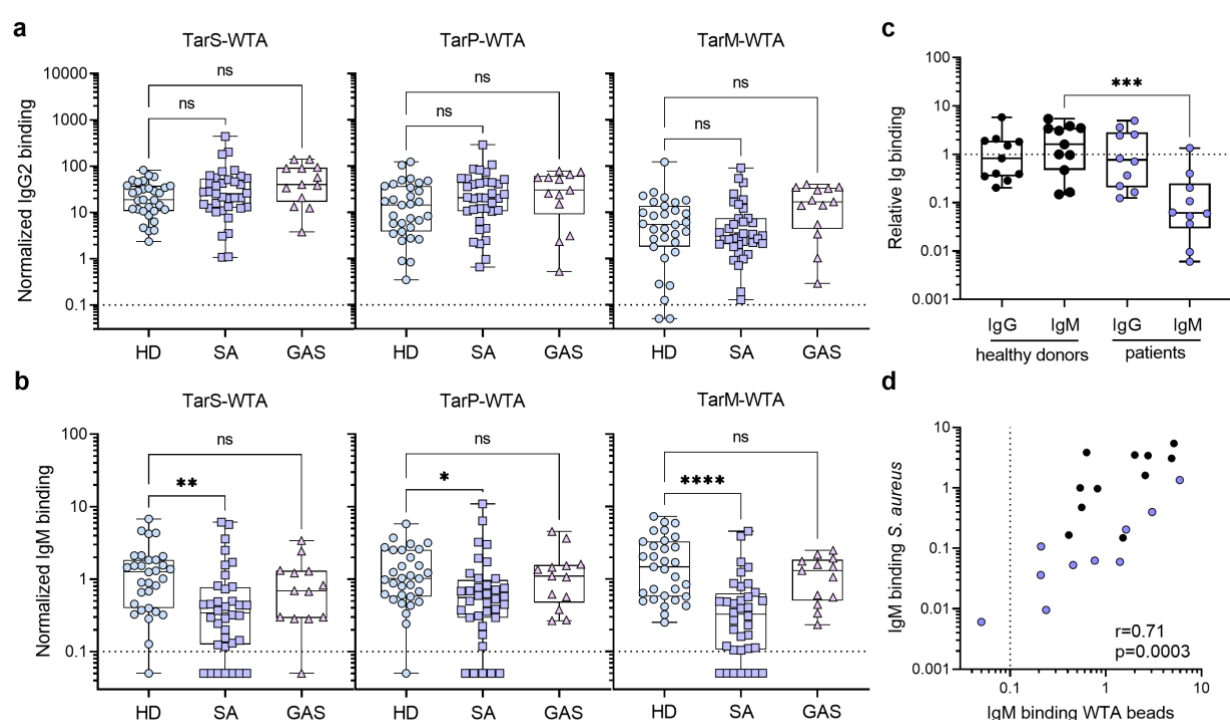 a
TarS-WTA
TarP-WTA
TarM-WTA
Normalized IgG2 binding
10000
1000
100
10
1
0.1
ns
ns
ns
ns
ns
ns
HD
SA
GAS
HD
SA
GAS
HD
SA
GAS
b
TarS-WTA
TarP-WTA
TarM-WTA
Normalized IgM binding
100
10
1
0.1
ns
**
ns
*
ns
****
HD
SA
GAS
HD
SA
GAS
HD
SA
GAS
c
Relative Ig binding
100
10
1
0.1
0.01
0.001
***
IgG
IgM
IgG
IgM
healthy donors
patients
d
IgM binding S. aureus
10
1
0.1
0.01
0.001
r=0.71
p=0.0003
0.1
1
10
IgM binding WTA beads